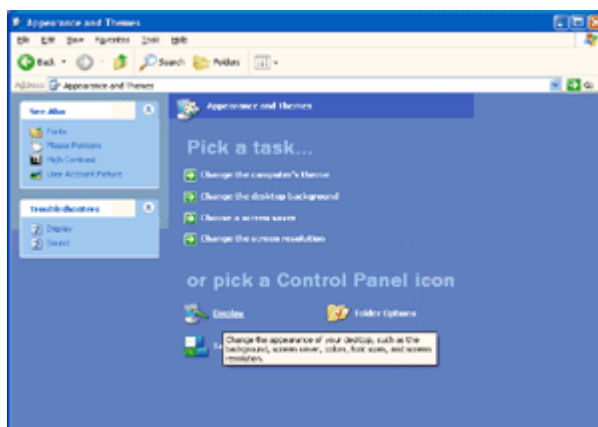 Appearance and Themes
File Edit View Favorites Tools Help
Back Search Folders
Address Appearance and Themes Go
See Also
Fonts
Mouse Pointers
High Contrast
User Account Picture
Troubleshooters
Display
Sound
Appearance and Themes
Pick a task...
Change the computer's theme
Change the desktop background
Choose a screen saver
Change the screen resolution
or pick a Control Panel icon
Display Folder Options
Change the appearance of your desktop, such as the
background, screen saver, colors, font sizes, and screen
resolution.